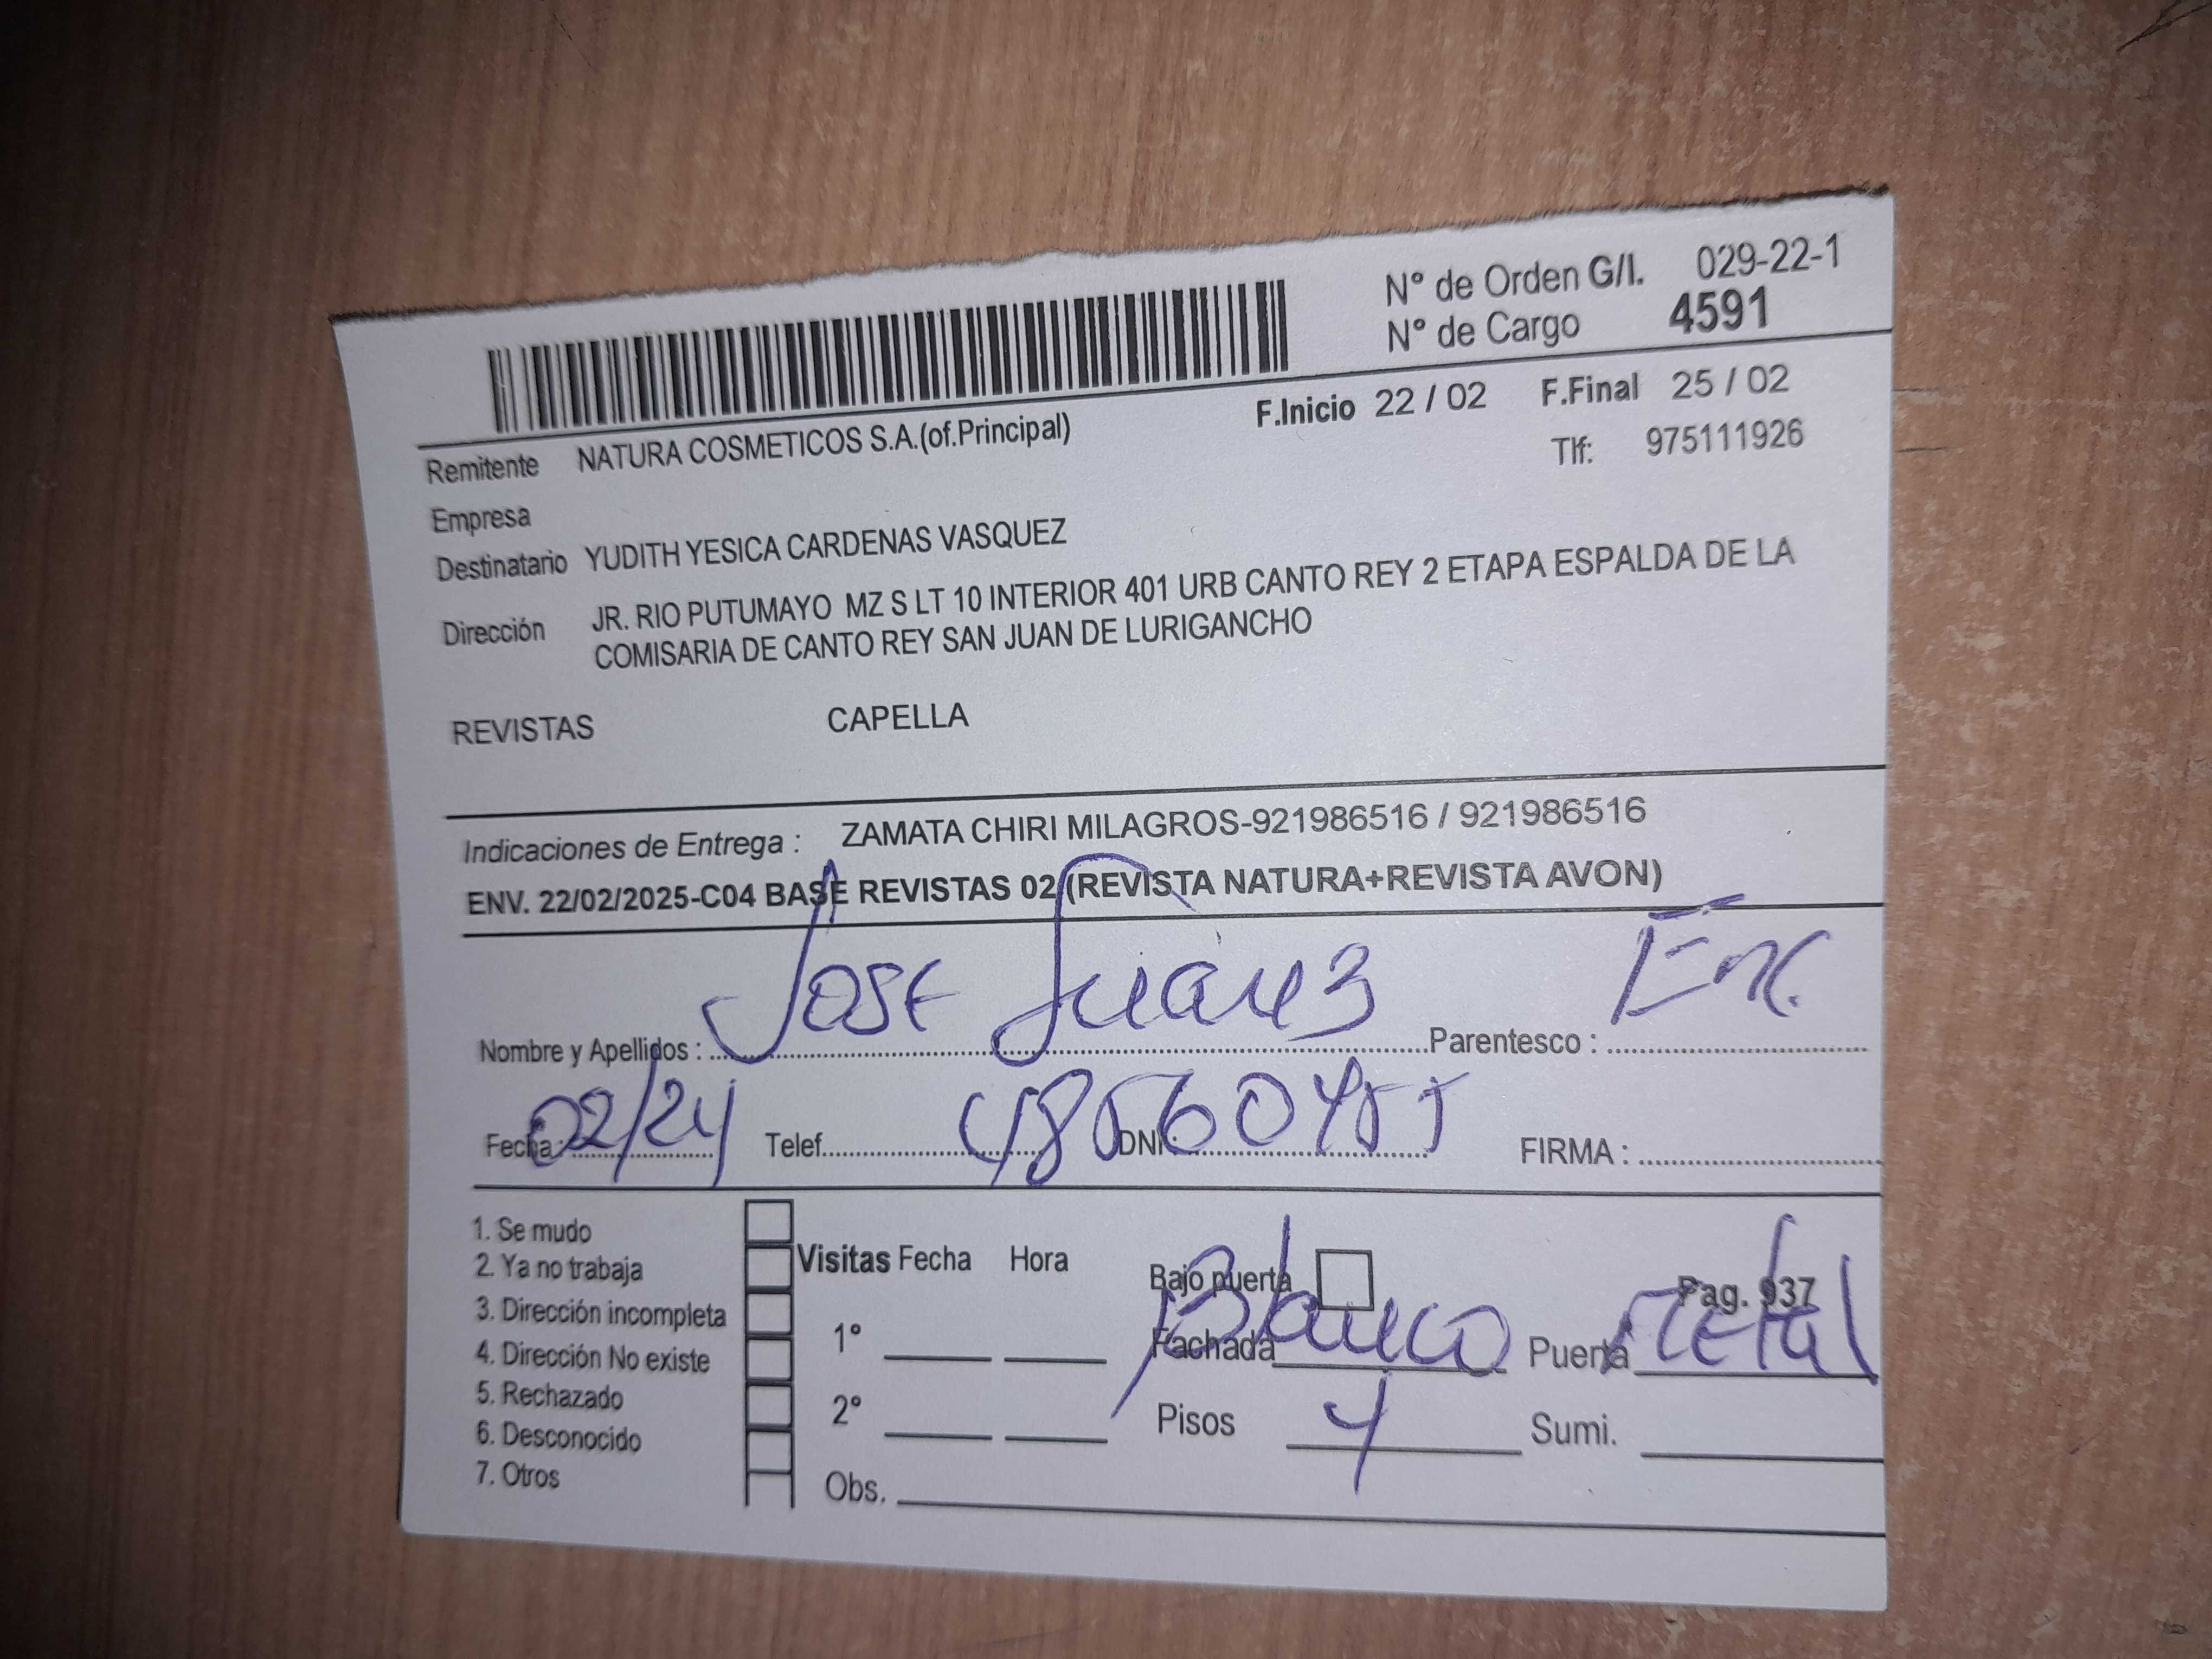 N° de Orden G/I. 029-22-1
N° de Cargo 4591
F.Inicio 22 / 02 F.Final 25 / 02
Remitente NATURA COSMETICOS S.A.(of.Principal) Tlf: 975111926
Empresa
Destinatario YUDITH YESICA CARDENAS VASQUEZ
Dirección JR. RIO PUTUMAYO MZ S LT 10 INTERIOR 401 URB CANTO REY 2 ETAPA ESPALDA DE LA
COMISARIA DE CANTO REY SAN JUAN DE LURIGANCHO
REVISTAS CAPELLA
Indicaciones de Entrega : ZAMATA CHIRI MILAGROS-921986516 / 921986516
ENV. 22/02/2025-C04 BASE REVISTAS 02 (REVISTA NATURA+REVISTA AVON)
Nombre y Apellidos : Jose Parentesco : Enc.
Fecha: 02/24 Telef. DNI: FIRMA :
1. Se mudo
2. Ya no trabaja
3. Dirección incompleta
4. Dirección No existe
5. Rechazado
6. Desconocido
7. Otros
Visitas Fecha Hora
1°
2°
Obs.
Bajo puerta Pag. 937
Fachada Blanco Puerta Metal
Pisos 4 Sumi.